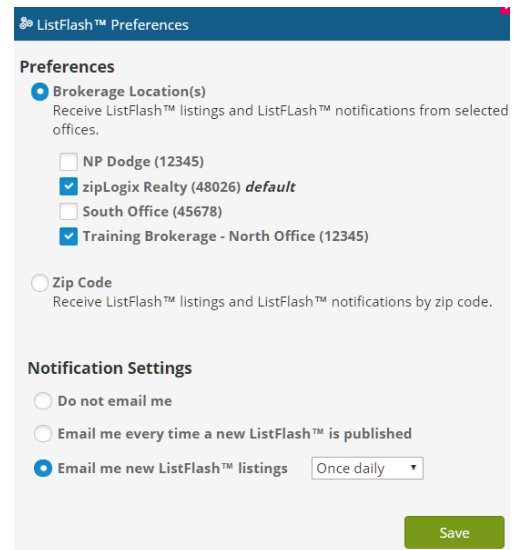 ListFlash™ Preferences
Preferences
Brokerage Location(s)
Receive ListFlash™ listings and ListFLash™ notifications from selected
offices.
NP Dodge (12345)
zipLogix Realty (48026) default
South Office (45678)
Training Brokerage - North Office (12345)
Zip Code
Receive ListFlash™ listings and ListFlash™ notifications by zip code.
Notification Settings
Do not email me
Email me every time a new ListFlash™ is published
Email me new ListFlash™ listings Once daily
Save